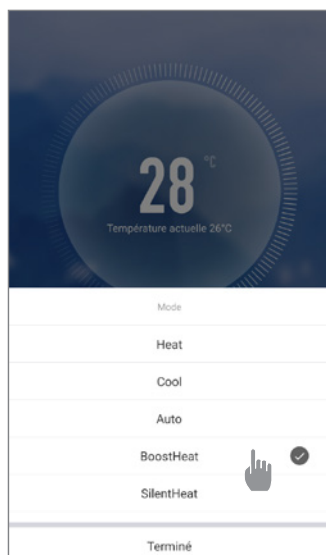 28 °C
Température actuelle 26°C
Mode
Heat
Cool
Auto
BoostHeat
SilentHeat
Terminé